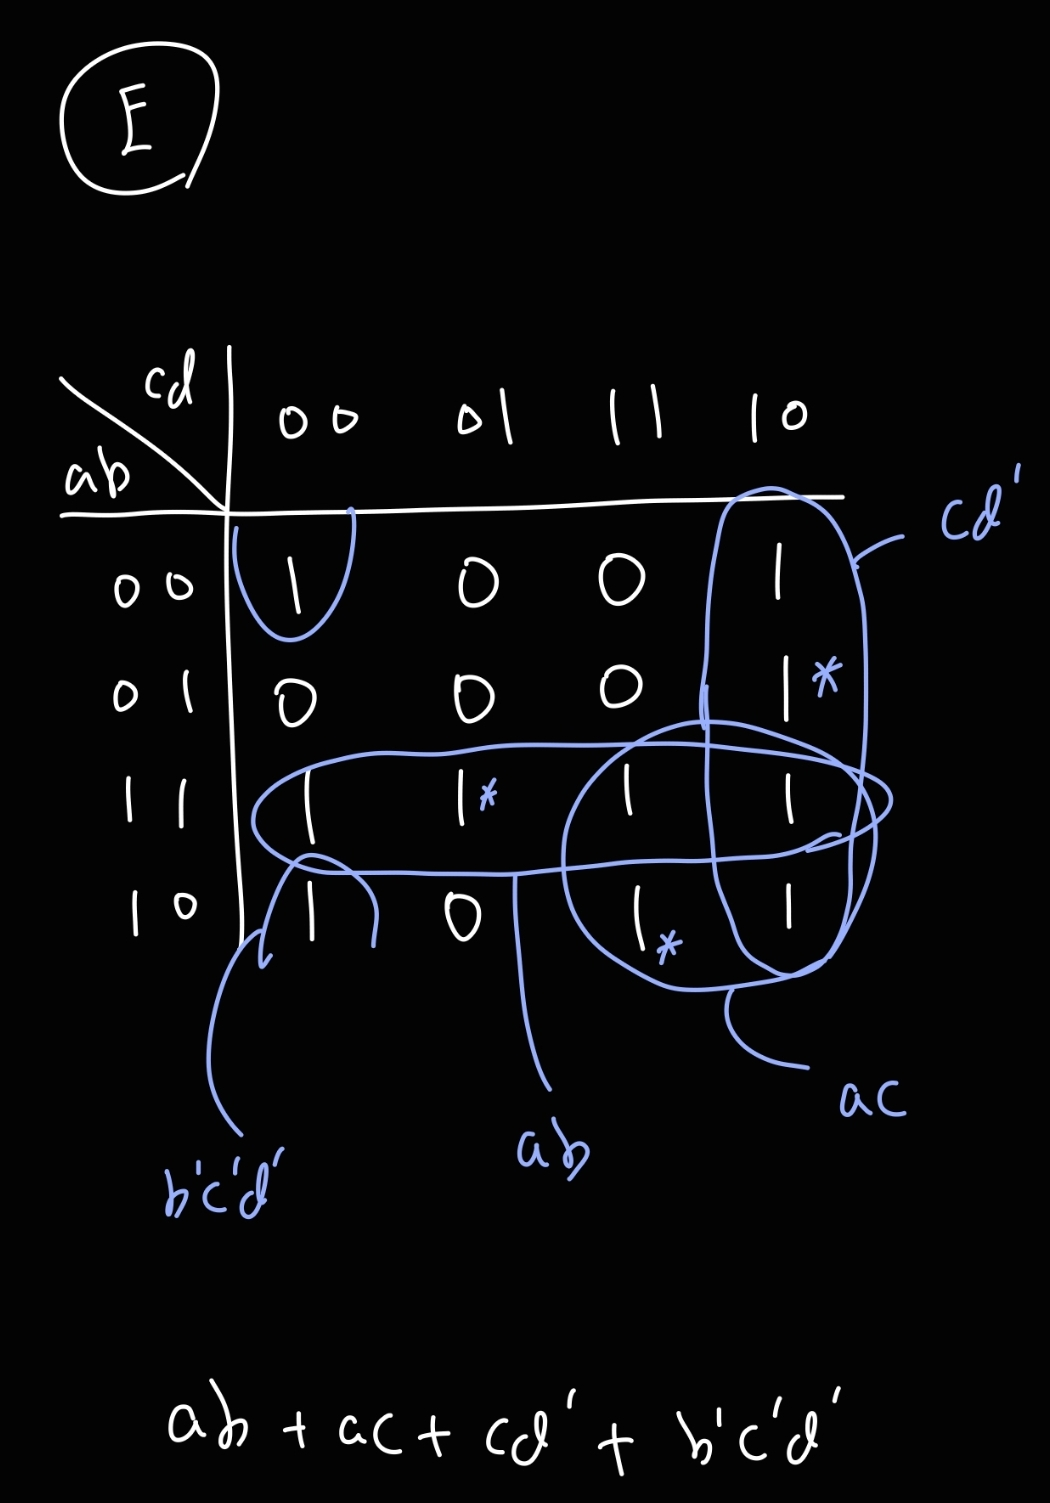 E
cd
ab
00 01 11 10
cd'
00 1 0 0 1
01 0 0 0 1*
11 1 1* 1 1
10 1 0 1* 1
ac
ab
b'c'd'
ab + ac + cd' + b'c'd'